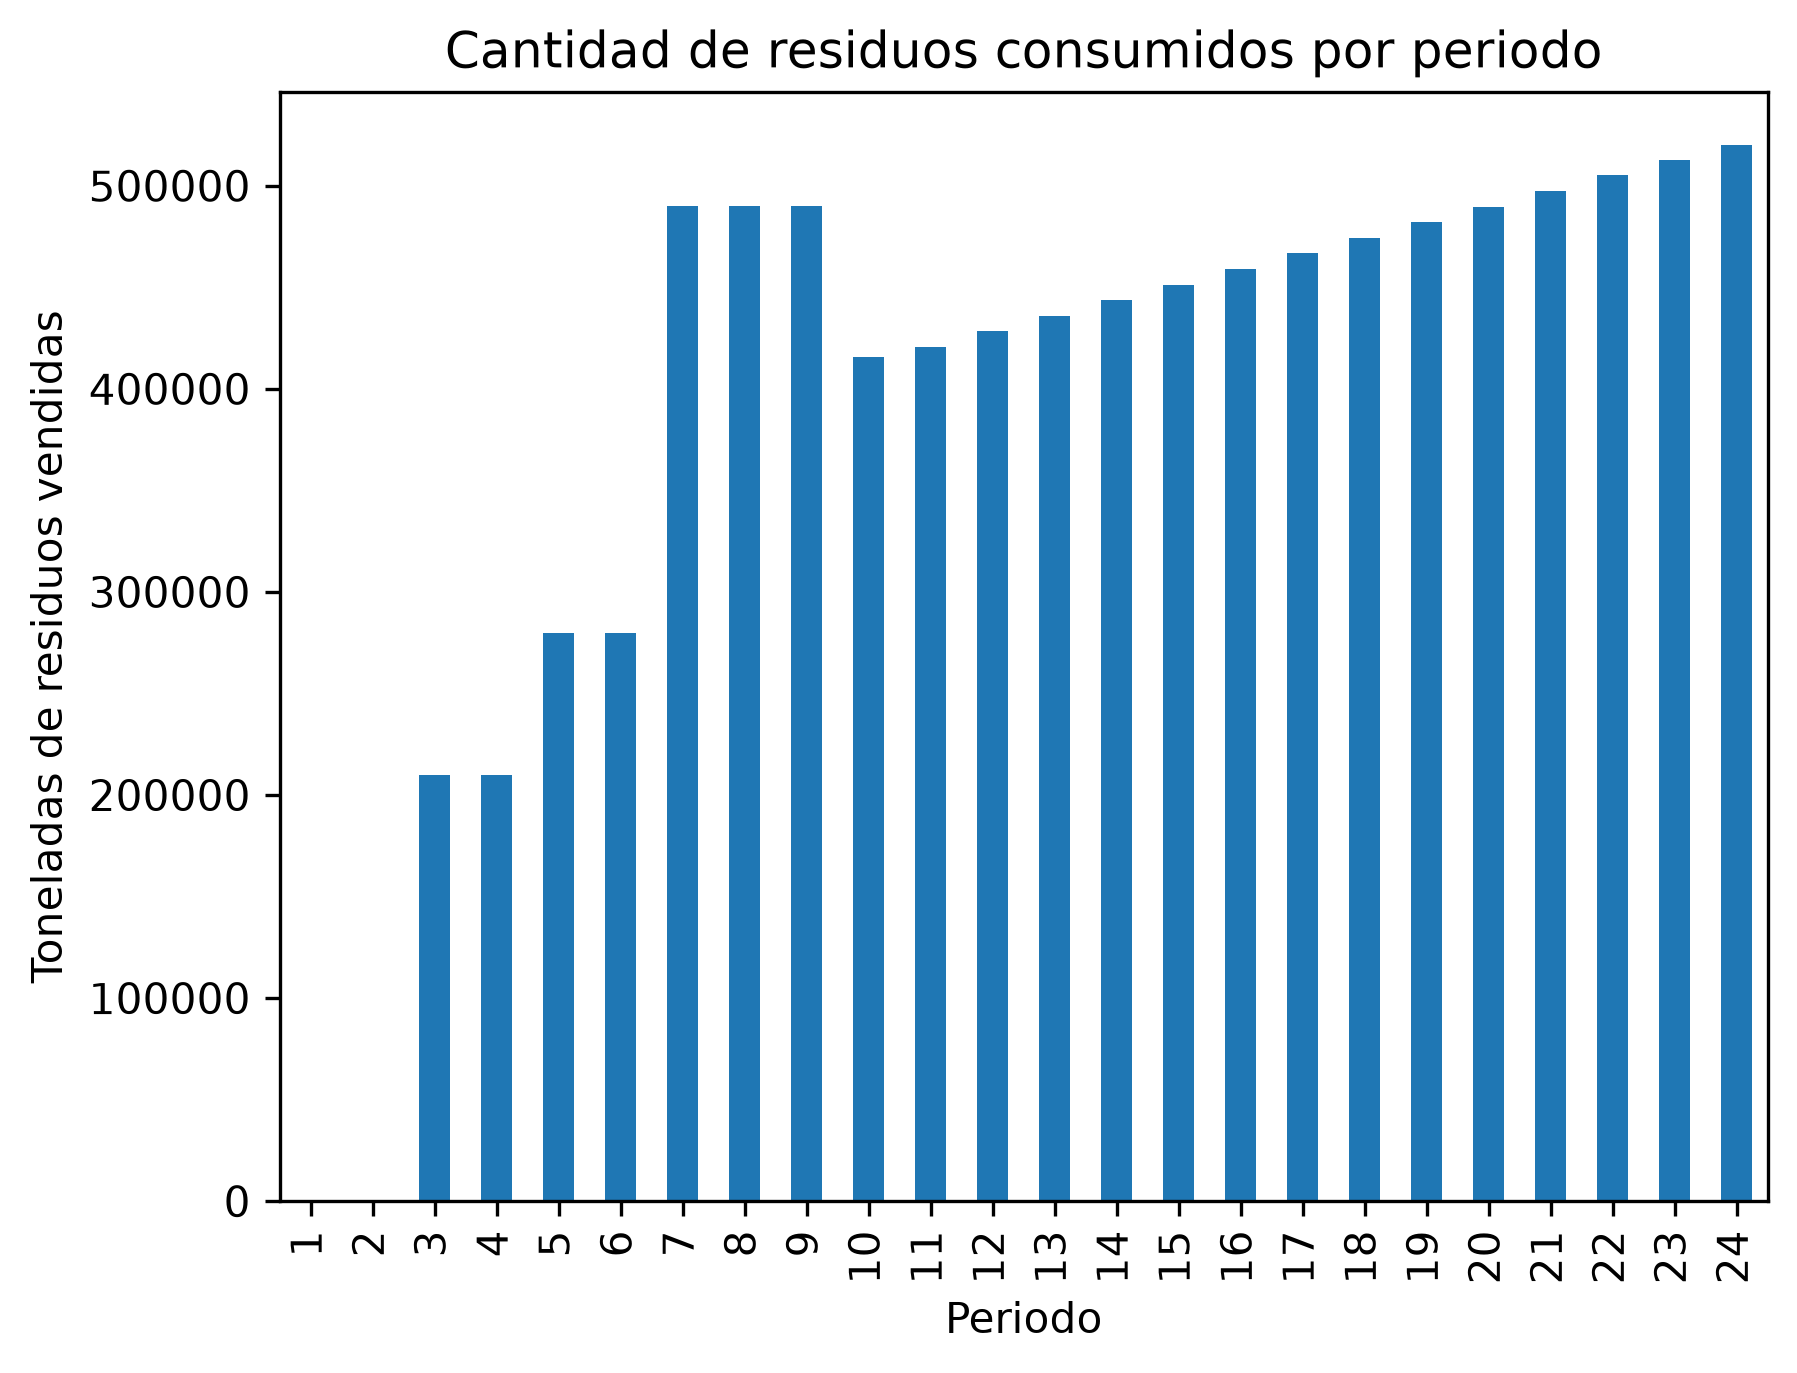 Cantidad de residuos consumidos por periodo
Toneladas de residuos vendidas
500000
400000
300000
200000
100000
0
1 2 3 4 5 6 7 8 9 10 11 12 13 14 15 16 17 18 19 20 21 22 23 24
Periodo